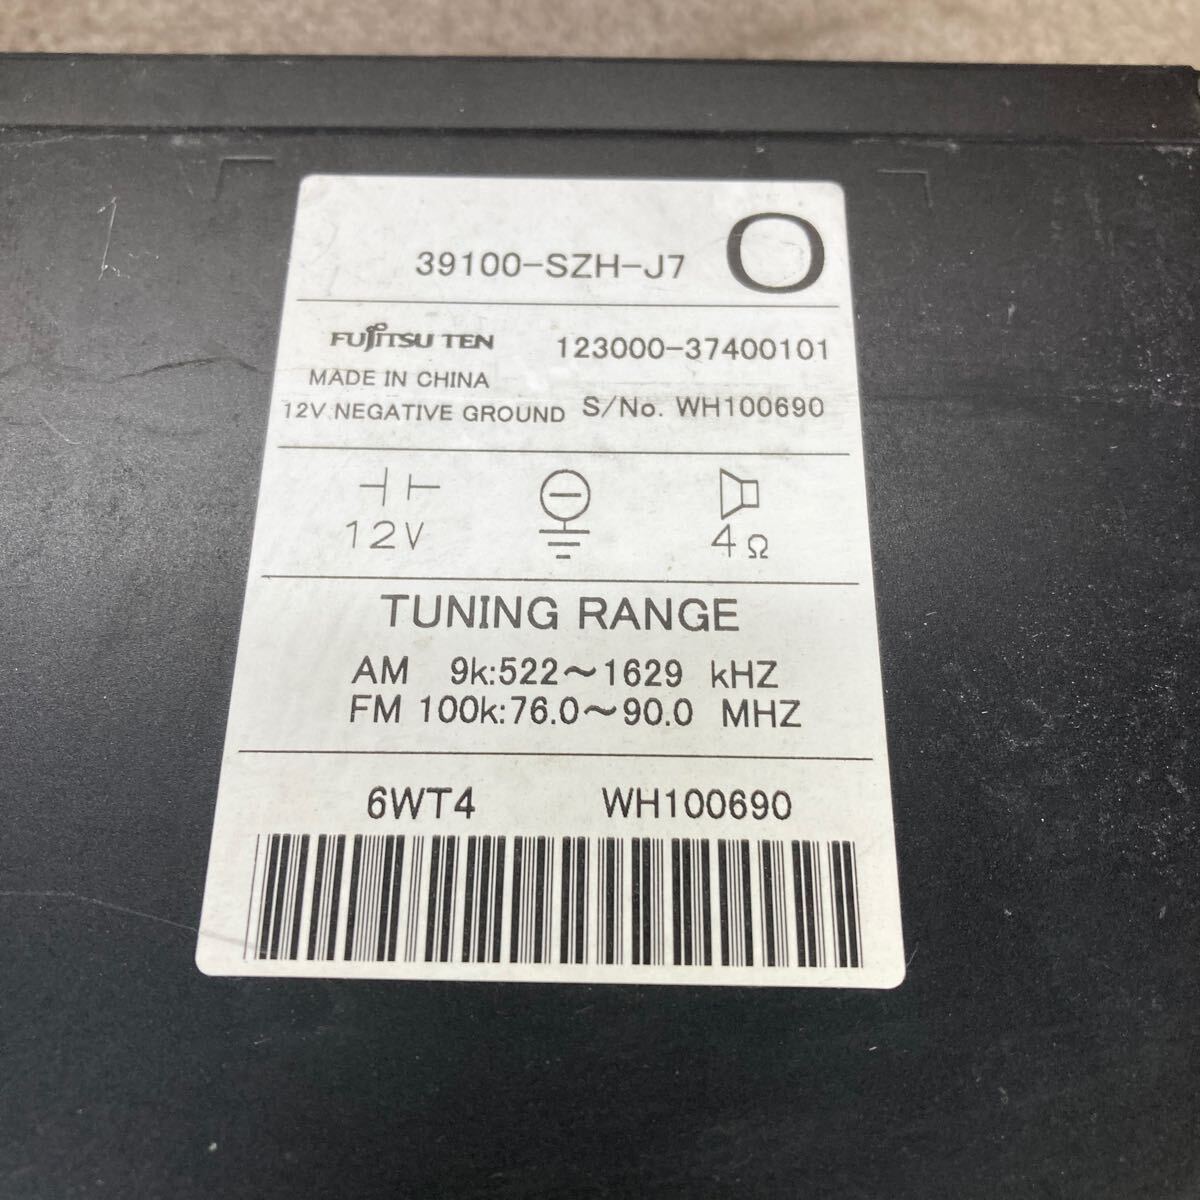 39100-SZH-J7 O
FUJITSU TEN 123000-37400101
MADE IN CHINA
12V NEGATIVE GROUND S/No. WH100690
12V 4Ω
TUNING RANGE
AM 9k:522～1629 kHZ
FM 100k:76.0～90.0 MHZ
6WT4 WH100690